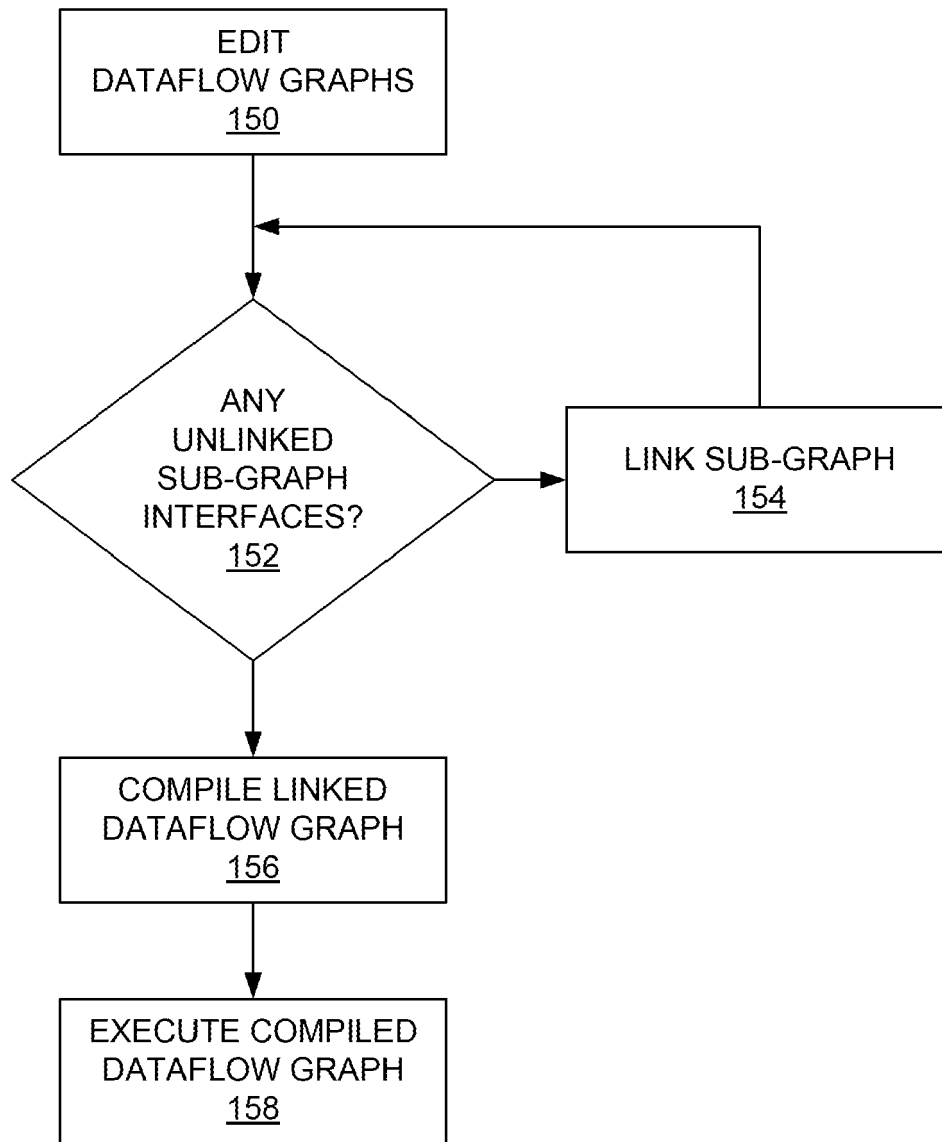 EDIT
DATAFLOW GRAPHS
150
ANY
UNLINKED
SUB-GRAPH
INTERFACES?
152
LINK SUB-GRAPH
154
COMPILE LINKED
DATAFLOW GRAPH
156
EXECUTE COMPILED
DATAFLOW GRAPH
158